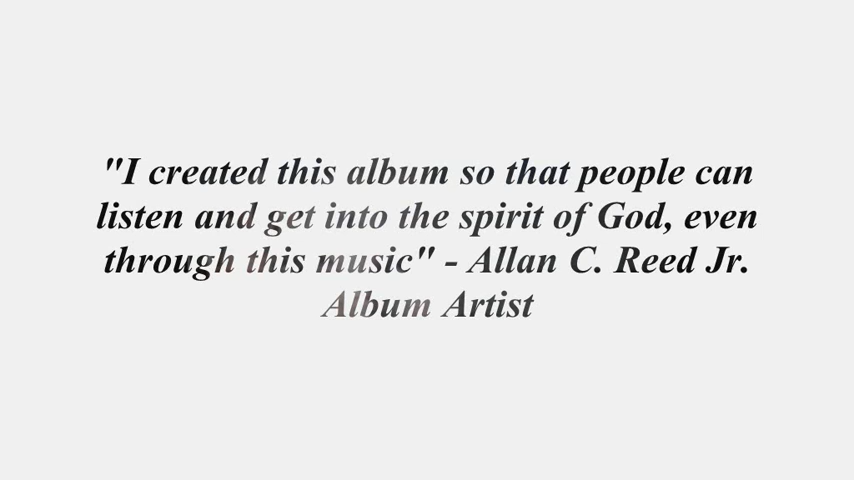 "I created this album so that people can
listen and get into the spirit of God, even
through this music" - Allan C. Reed Jr.
Album Artist